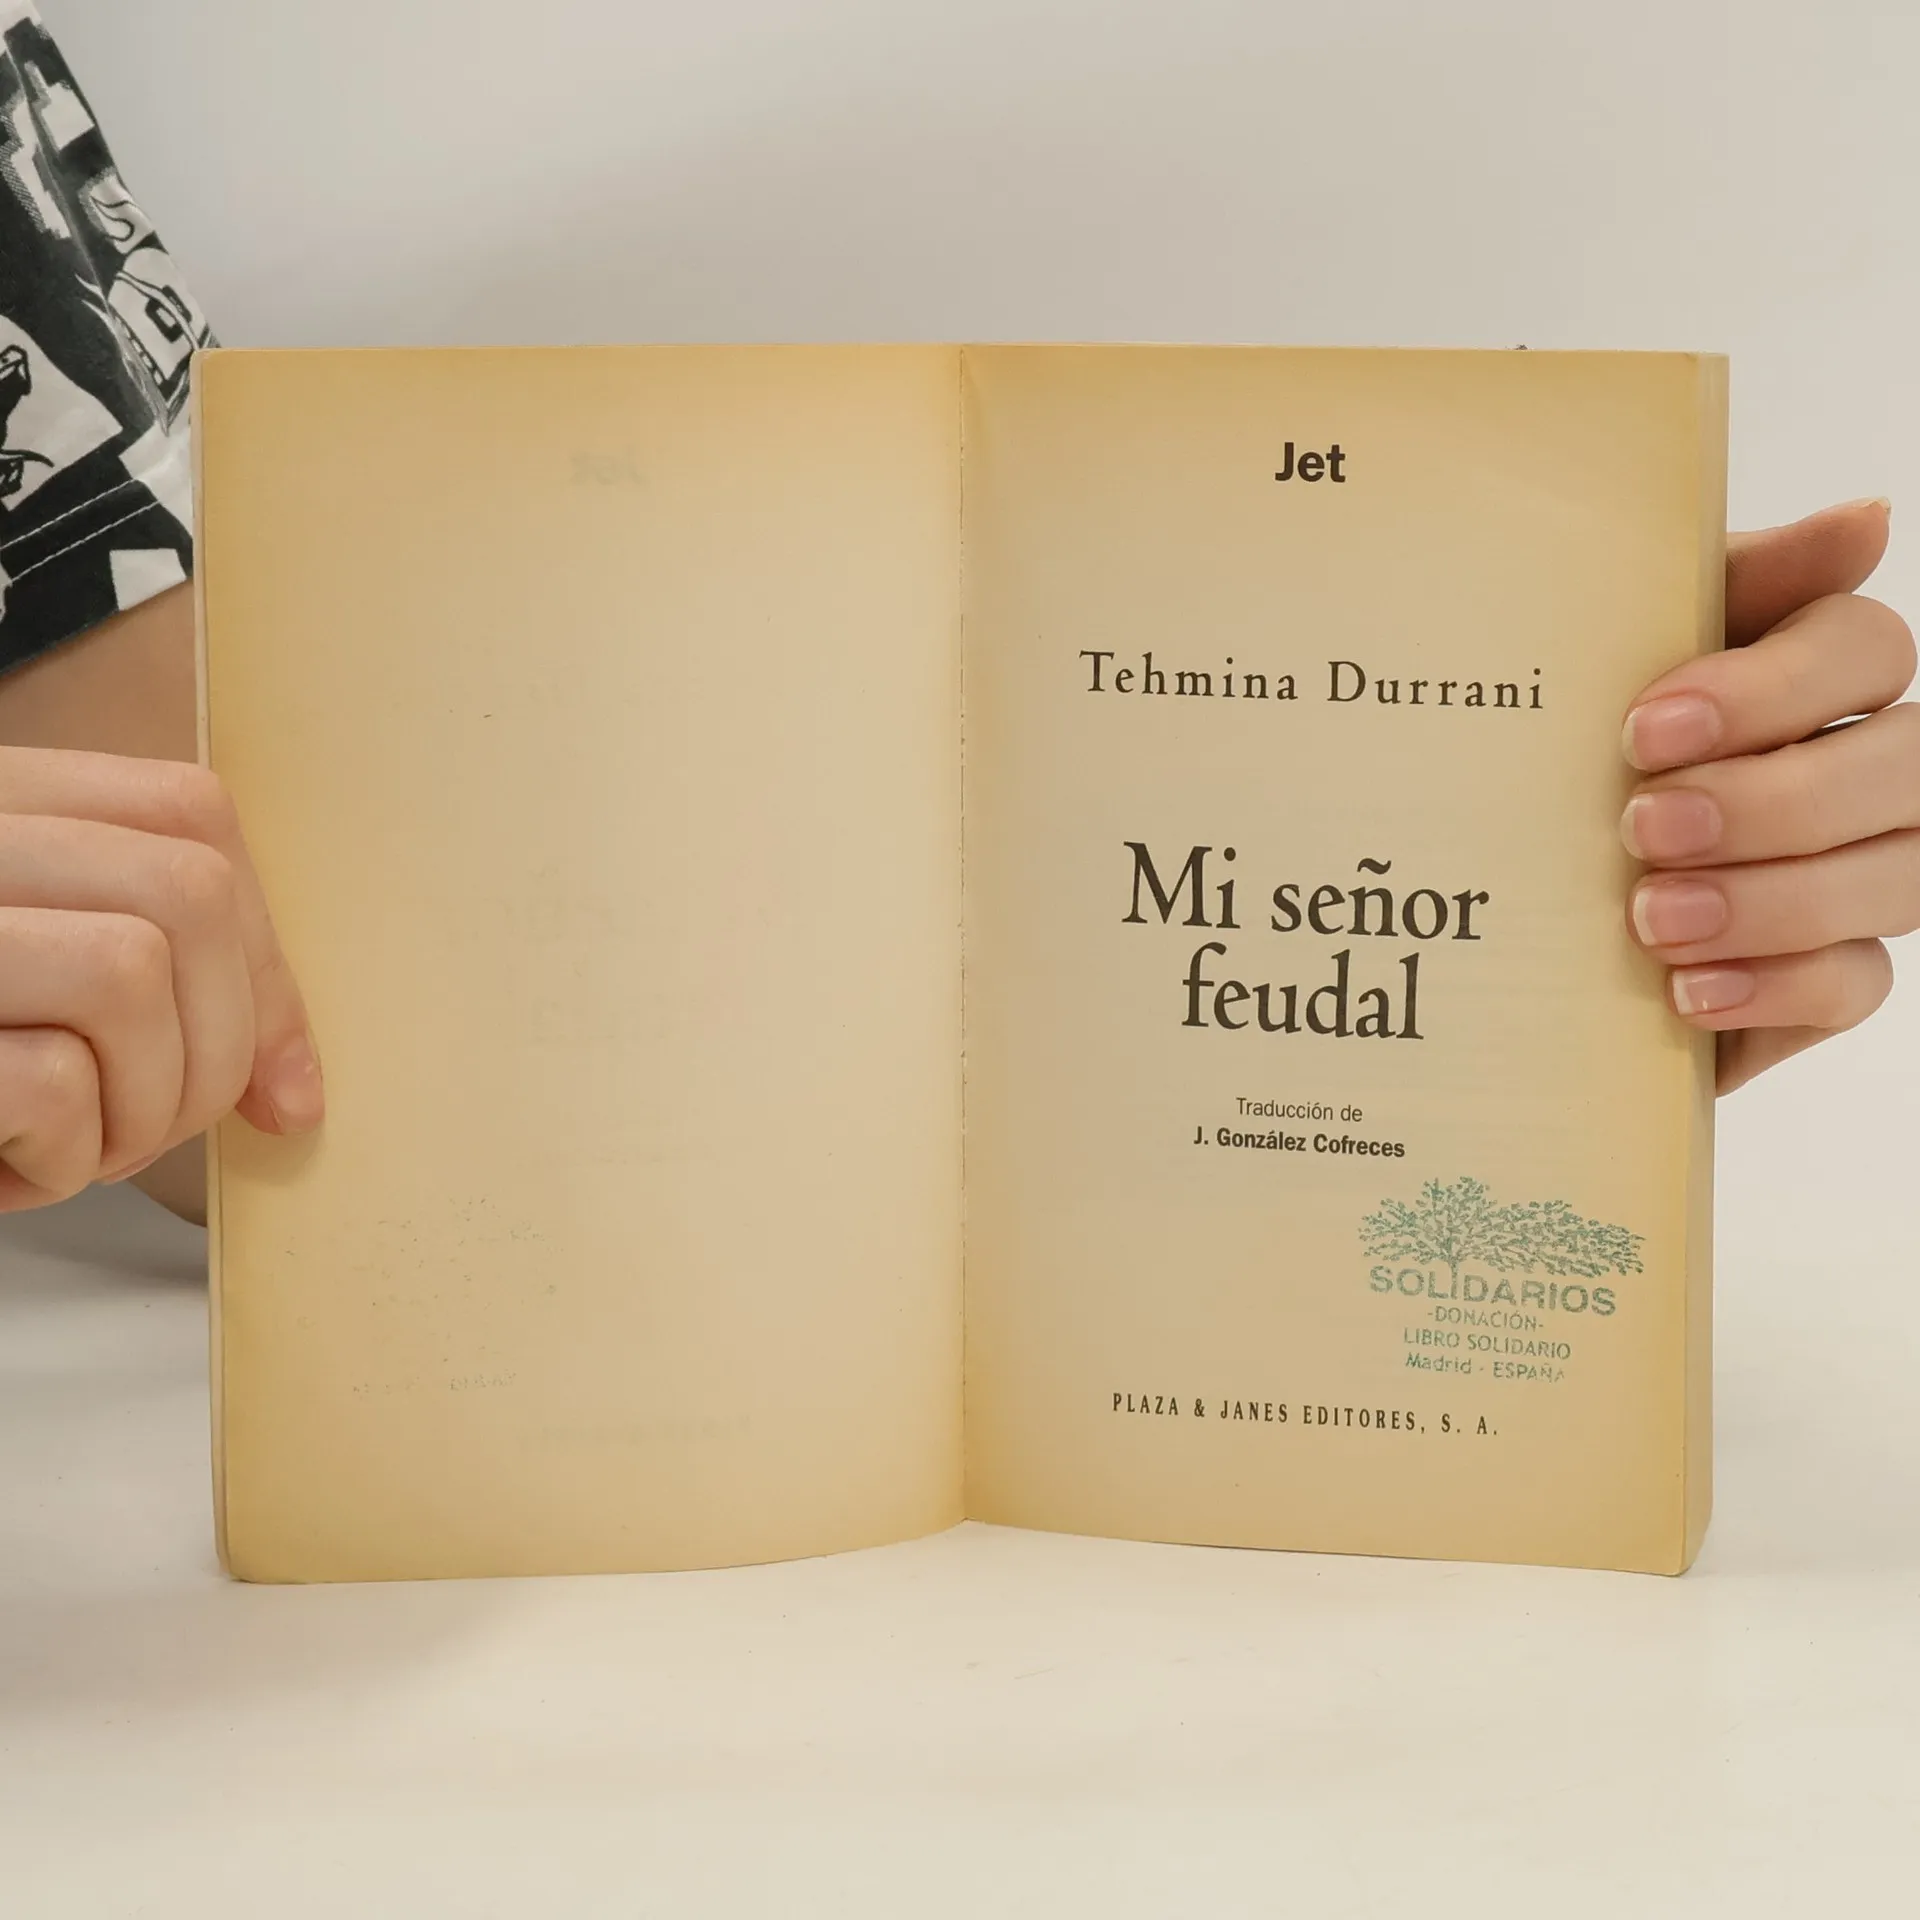 Jet
Tehmina Durrani
Mi señor
feudal
Traducción de
J. González Cofreces
SOLIDARIOS
-DONACIÓN-
LIBRO SOLIDARIO
Madrid - ESPAÑA
PLAZA & JANES EDITORES, S. A.